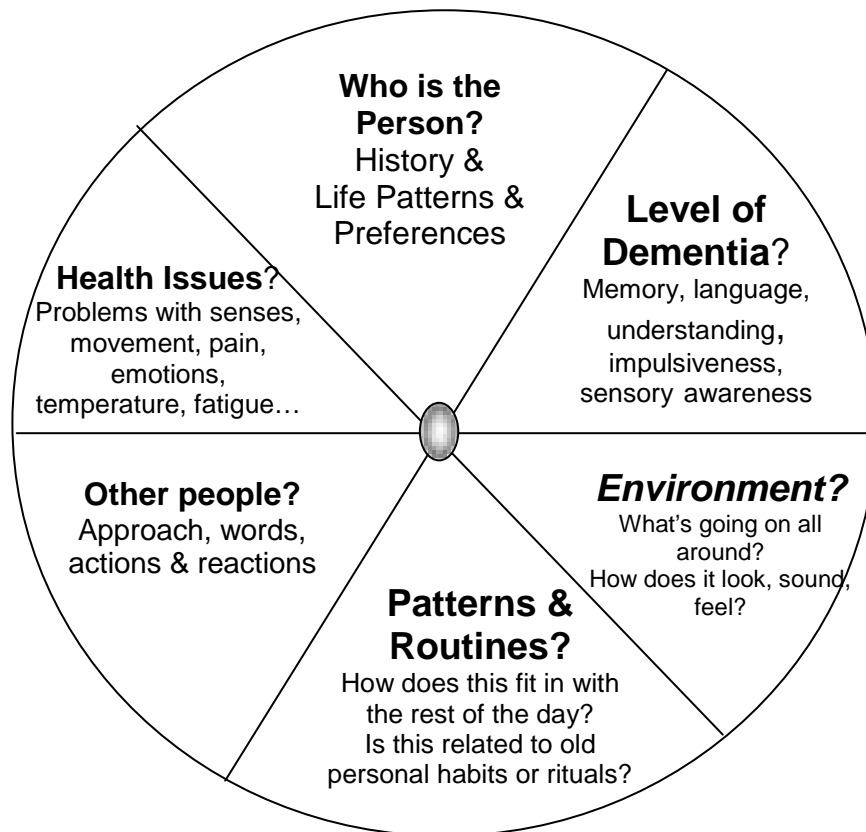 Who is the
Person?
History &
Life Patterns &
Preferences
Level of
Dementia?
Memory, language,
understanding,
impulsiveness,
sensory awareness
Environment?
What’s going on all
around?
How does it look, sound,
feel?
Patterns &
Routines?
How does this fit in with
the rest of the day?
Is this related to old
personal habits or rituals?
Other people?
Approach, words,
actions & reactions
Health Issues?
Problems with senses,
movement, pain,
emotions,
temperature, fatigue…